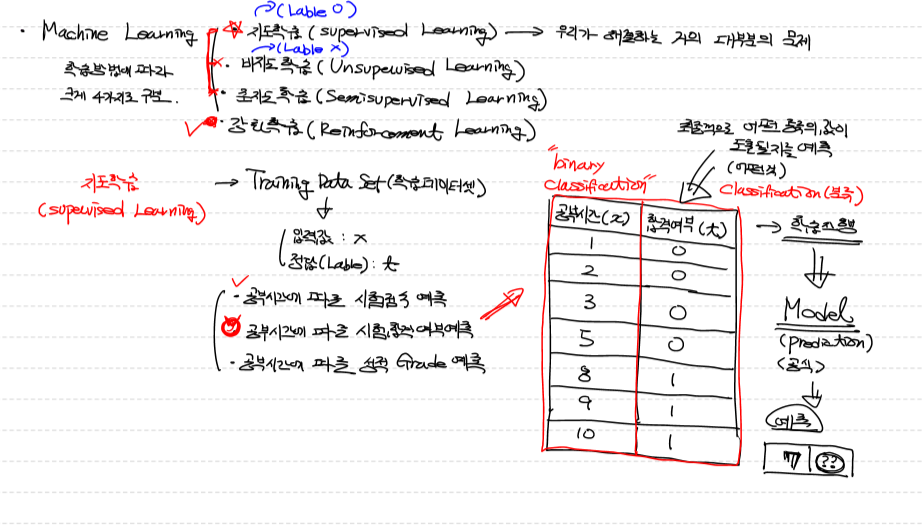 →(Lable O)
· Machine Learning
· 지도학습(supervised Learning) → 우리가 해결하는 거의 대부분의 문제
→(Lable X)
학습방법에 따라
크게 4가지로 구분.
· 비지도학습(Unsupewised Learning)
· 준지도학습(Semisupervised Learning)
강화학습(Reinforcement Learning)
최종적으로 어떤 종류의 값이
도출될지는 예측
(어떤것)
Classification(분류)
"binary
classification"
지도학습
(supewised Learning)
→ Training Data Set(학습데이터셋)
입력값 : x
정답(Lable) : t
· 공부시간에 따른 시험점수 예측
· 공부시간에 따른 시험합격여부예측
· 공부시간에 따른 성적 Grade 예측
공부시간(x) 합격여부(t)
1 0
2 0
3 0
5 0
8 1
9 1
10 1
→ 학습진행
Model
(prediction)
(공식)
예측
7 ??